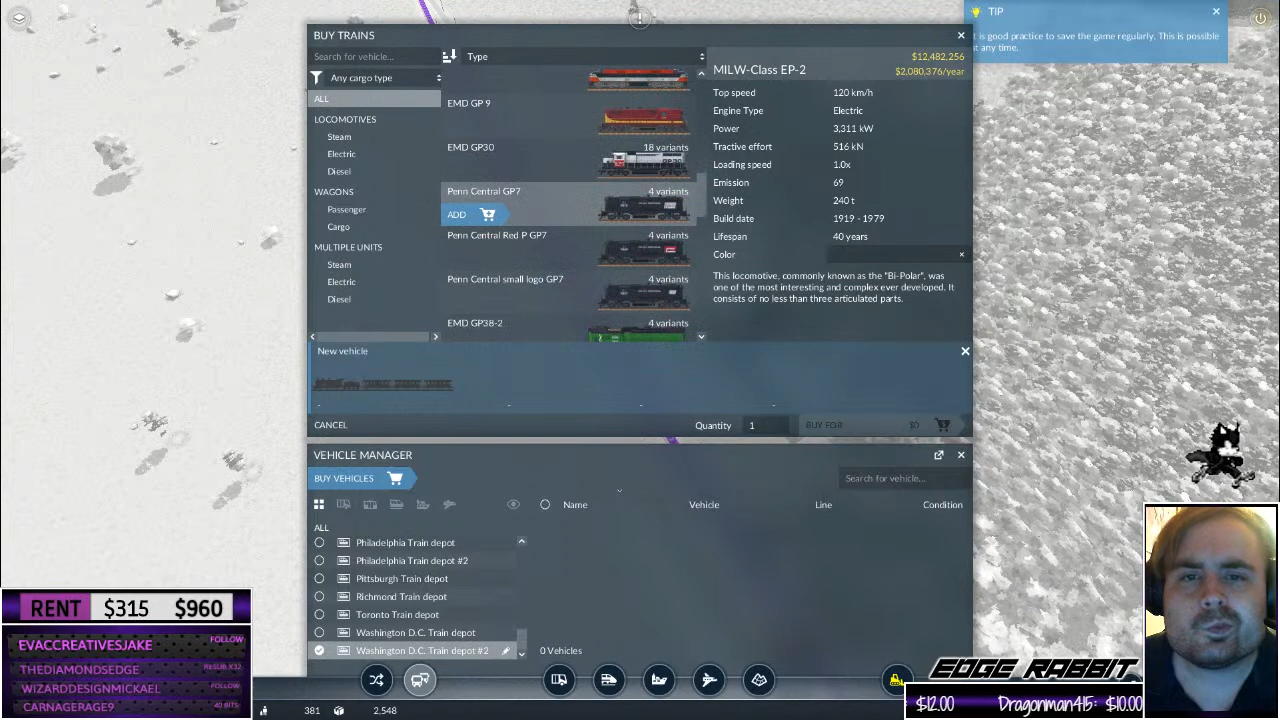 TIP
is good practice to save the game regularly. This is possible
at any time.
BUY TRAINS
Search for vehicle...
Type
Any cargo type
ALL
LOCOMOTIVES
Steam
Electric
Diesel
WAGONS
Passenger
Cargo
MULTIPLE UNITS
Steam
Electric
Diesel
EMD GP 9
EMD GP30
18 variants
Penn Central GP7
4 variants
ADD
Penn Central Red P GP7
4 variants
Penn Central small logo GP7
4 variants
EMD GP38-2
4 variants
$12,482,256
MILW-Class EP-2
$2,080,376/year
Top speed 120 km/h
Engine Type Electric
Power 3,311 kW
Tractive effort 516 kN
Loading speed 1.0x
Emission 69
Weight 240 t
Build date 1919 - 1979
Lifespan 40 years
Color
This locomotive, commonly known as the "Bi-Polar", was
one of the most interesting and complex ever developed. It
consists of no less than three articulated parts.
New vehicle
- - - -
CANCEL
Quantity 1
BUY FOR $0
VEHICLE MANAGER
BUY VEHICLES
Search for vehicle...
Name Vehicle Line Condition
ALL
Philadelphia Train depot
Philadelphia Train depot #2
Pittsburgh Train depot
Richmond Train depot
Toronto Train depot
Washington D.C. Train depot
Washington D.C. Train depot #2
0 Vehicles
381 2,548
RENT $315 $960
EVACCREATIVESJAKE FOLLOW
THEDIAMONDSEDGE RESUB X32
WIZARDDESIGNMICKAEL FOLLOW
CARNAGERAGE9 40 BITS
EDGE RABBIT
$12.00 Dragonman415: $10.00